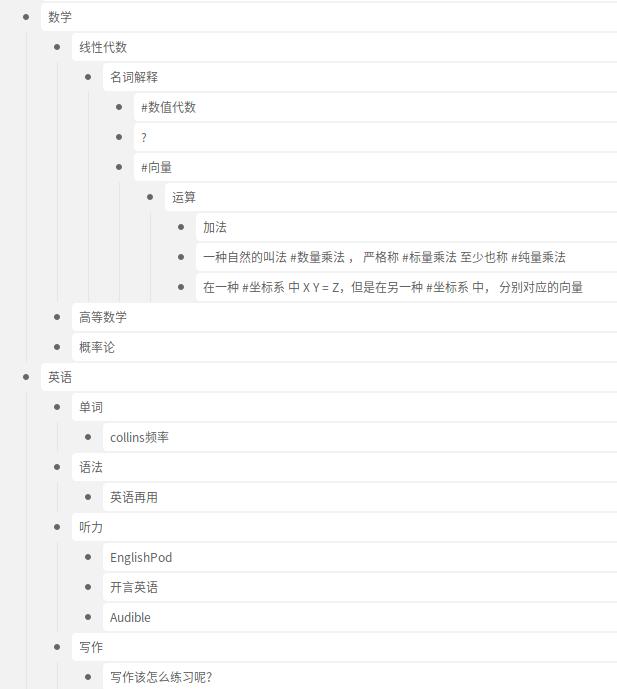 数学
线性代数
名词解释
#数值代数
?
#向量
运算
加法
一种自然的叫法 #数量乘法 ， 严格称 #标量乘法 至少也称 #纯量乘法
在一种 #坐标系 中 X Y = Z，但是在另一种 #坐标系 中， 分别对应的向量
高等数学
概率论
英语
单词
collins频率
语法
英语再用
听力
EnglishPod
开言英语
Audible
写作
写作该怎么练习呢?